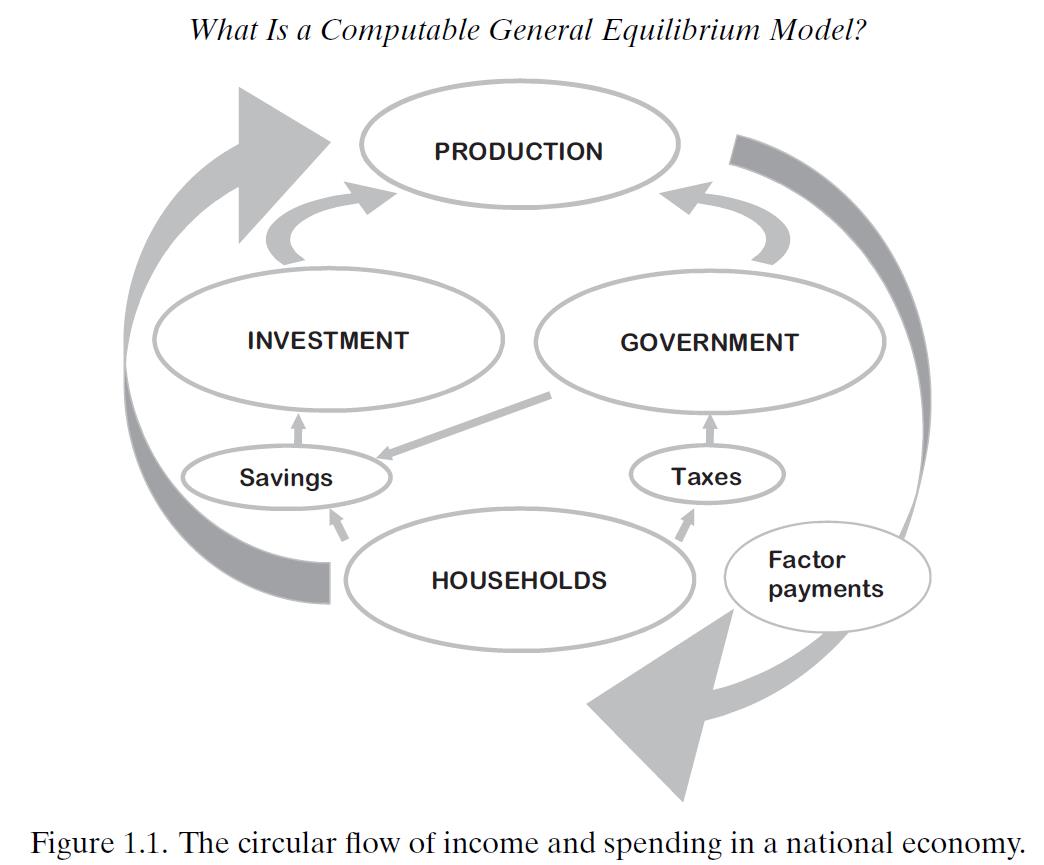 What Is a Computable General Equilibrium Model?
PRODUCTION
INVESTMENT
GOVERNMENT
Savings
Taxes
HOUSEHOLDS
Factor
payments
Figure 1.1. The circular flow of income and spending in a national economy.